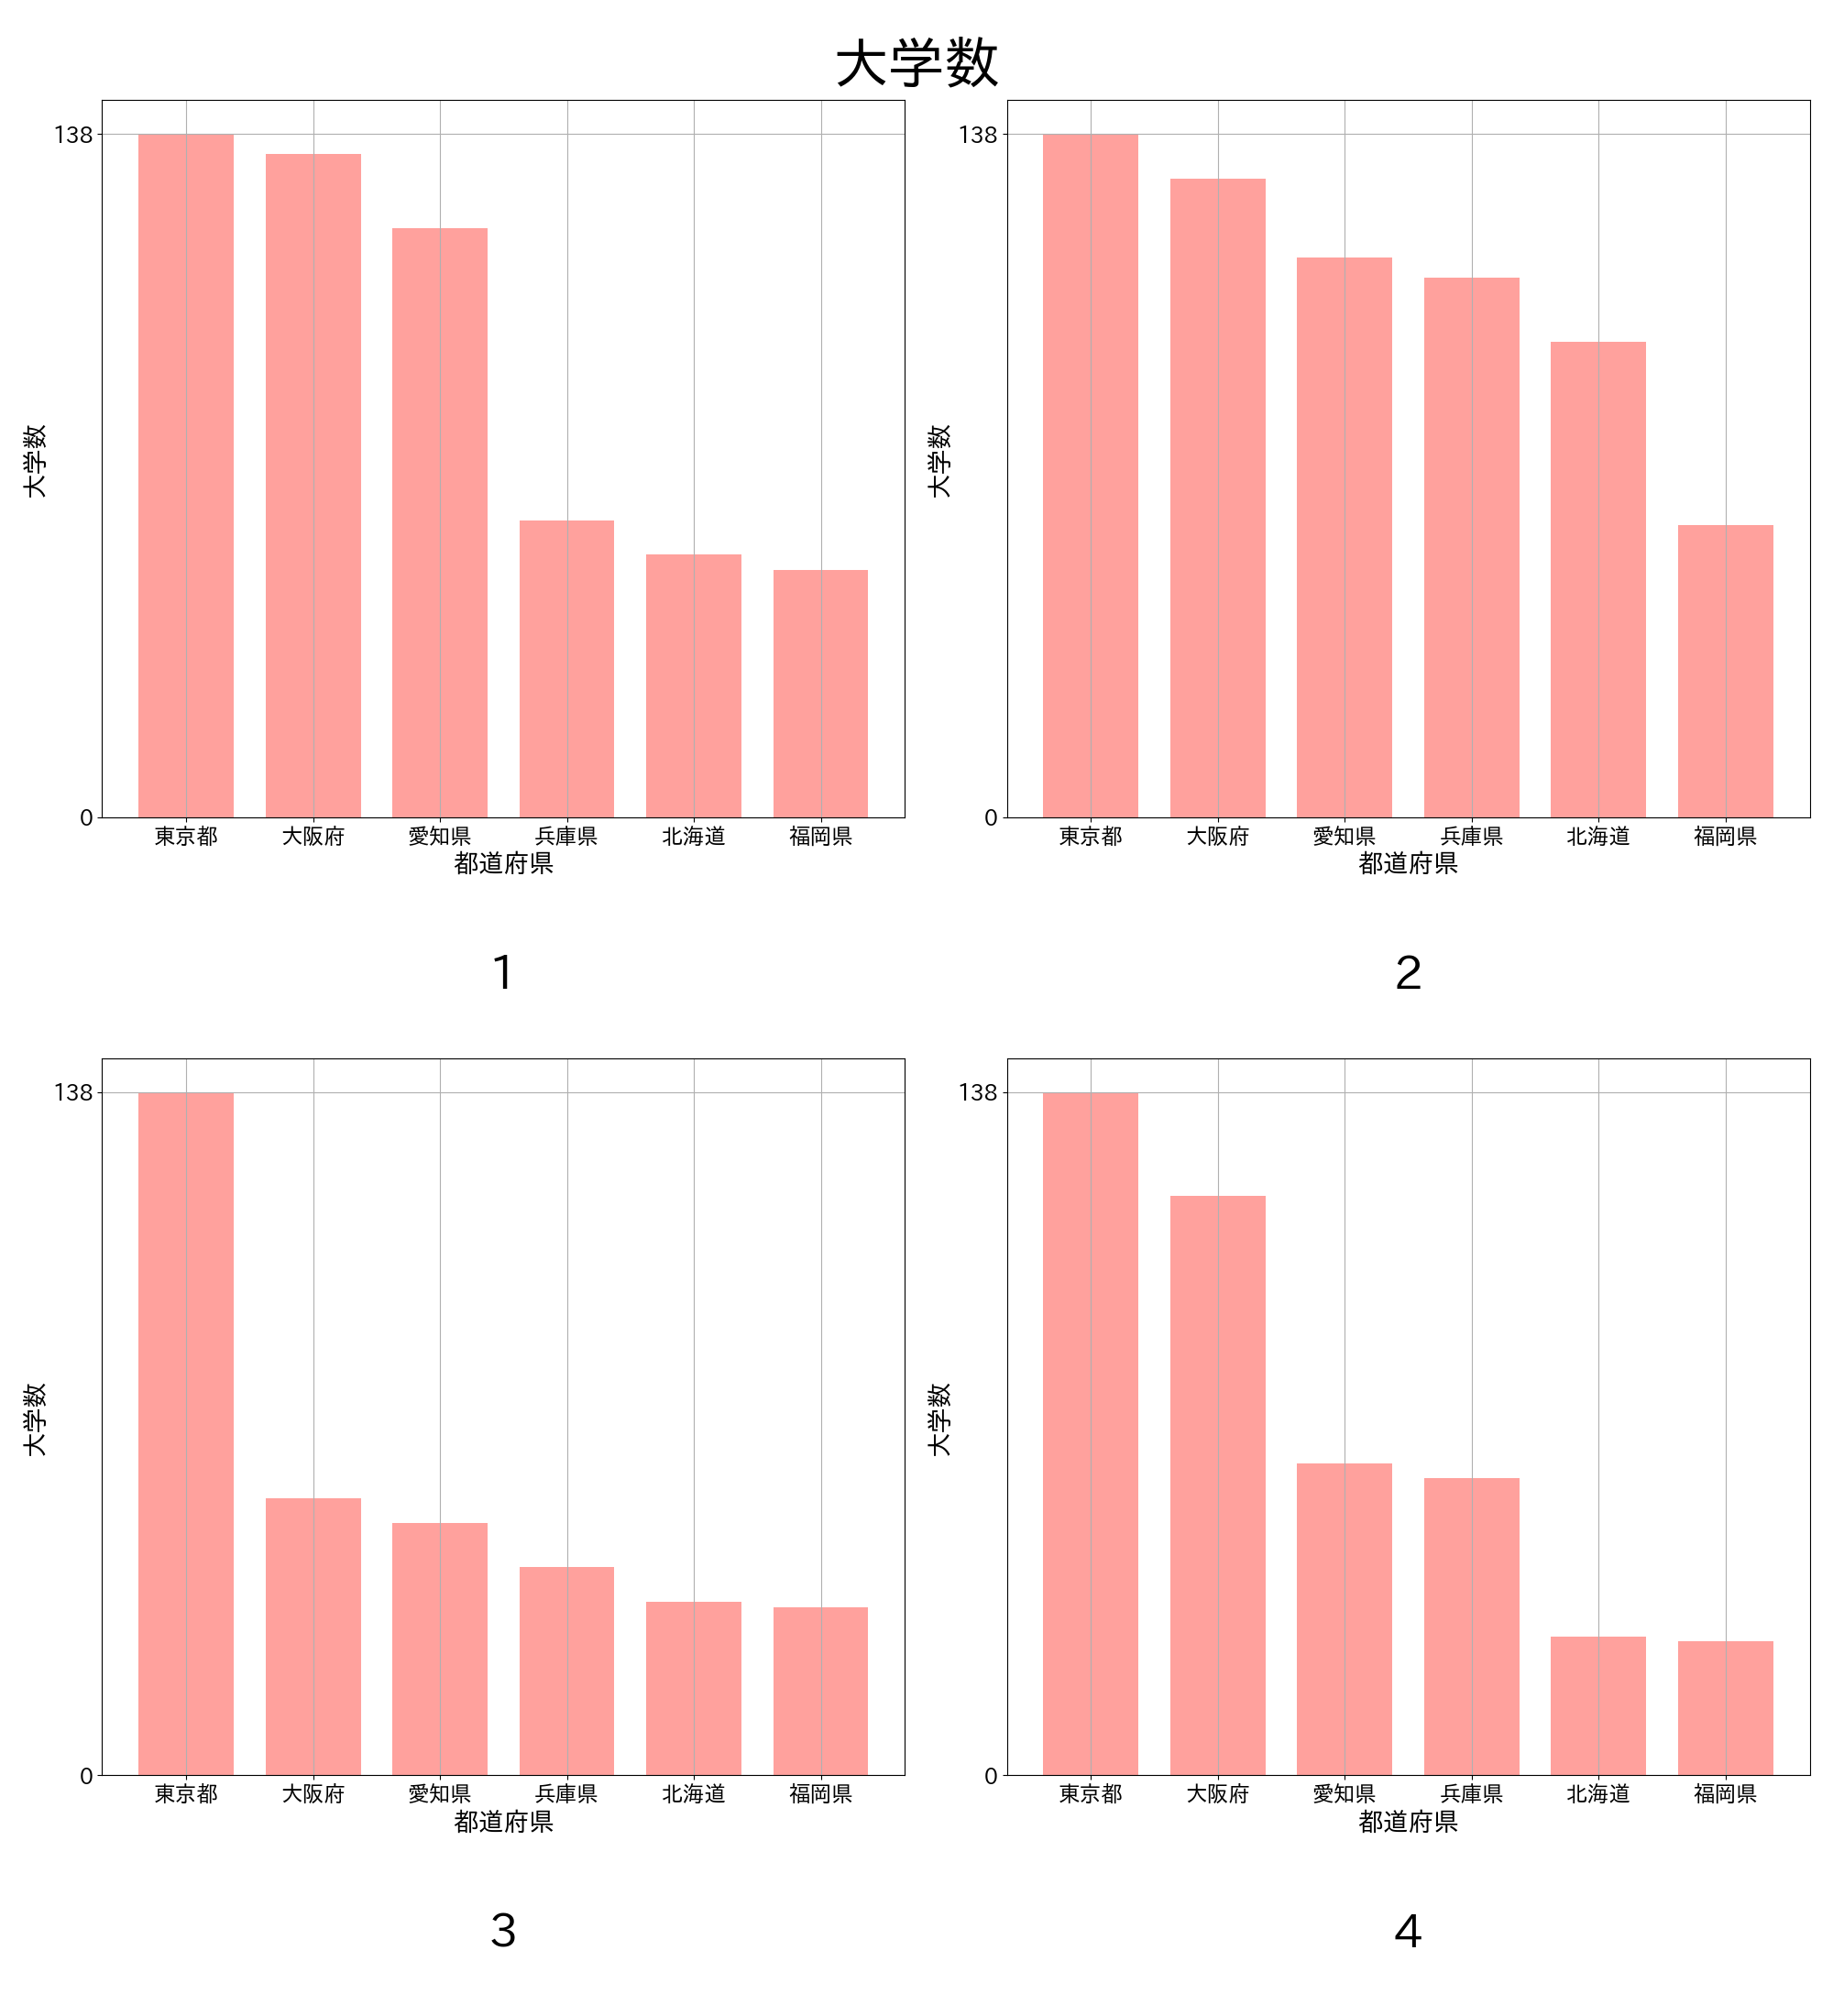 大学数
138
0
大学数
東京都 大阪府 愛知県 兵庫県 北海道 福岡県
都道府県
1
138
0
大学数
東京都 大阪府 愛知県 兵庫県 北海道 福岡県
都道府県
2
138
0
大学数
東京都 大阪府 愛知県 兵庫県 北海道 福岡県
都道府県
3
138
0
大学数
東京都 大阪府 愛知県 兵庫県 北海道 福岡県
都道府県
4